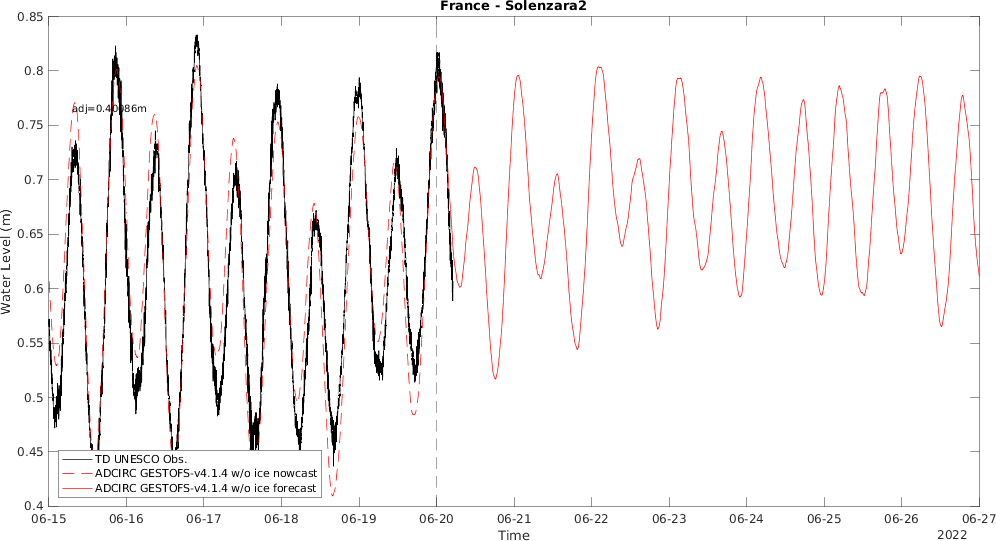 France - Solenzara2
0.85
0.8
0.75
0.7
0.65
0.6
0.55
0.5
0.45
0.4
Water Level (m)
adj=0.40986m
TD UNESCO Obs.
ADCIRC GESTOFS-v4.1.4 w/o ice nowcast
ADCIRC GESTOFS-v4.1.4 w/o ice forecast
06-15 06-16 06-17 06-18 06-19 06-20 06-21 06-22 06-23 06-24 06-25 06-26 06-27
Time
2022